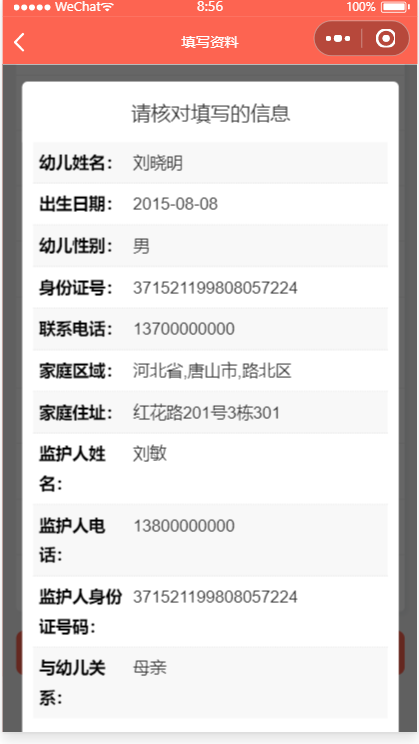 WeChat
8:56
100%
填写资料
请核对填写的信息
幼儿姓名： 刘晓明
出生日期： 2015-08-08
幼儿性别： 男
身份证号： 371521199808057224
联系电话： 13700000000
家庭区域： 河北省,唐山市,路北区
家庭住址： 红花路201号3栋301
监护人姓 刘敏
名：
监护人电 13800000000
话：
监护人身份 371521199808057224
证号码：
与幼儿关 母亲
系：